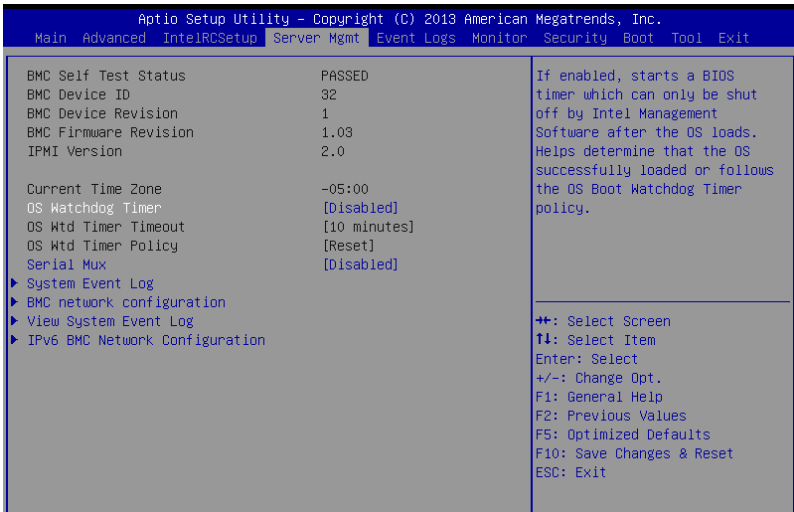 Aptio Setup Utility – Copyright (C) 2013 American Megatrends, Inc.
Main Advanced IntelRCSetup Server Mgmt Event Logs Monitor Security Boot Tool Exit
BMC Self Test Status PASSED
BMC Device ID 32
BMC Device Revision 1
BMC Firmware Revision 1.03
IPMI Version 2.0
Current Time Zone -05:00
OS Watchdog Timer [Disabled]
OS Wtd Timer Timeout [10 minutes]
OS Wtd Timer Policy [Reset]
Serial Mux [Disabled]
System Event Log
BMC network configuration
View System Event Log
IPv6 BMC Network Configuration
If enabled, starts a BIOS
timer which can only be shut
off by Intel Management
Software after the OS loads.
Helps determine that the OS
successfully loaded or follows
the OS Boot Watchdog Timer
policy.
→←: Select Screen
↑↓: Select Item
Enter: Select
+/-: Change Opt.
F1: General Help
F2: Previous Values
F5: Optimized Defaults
F10: Save Changes & Reset
ESC: Exit